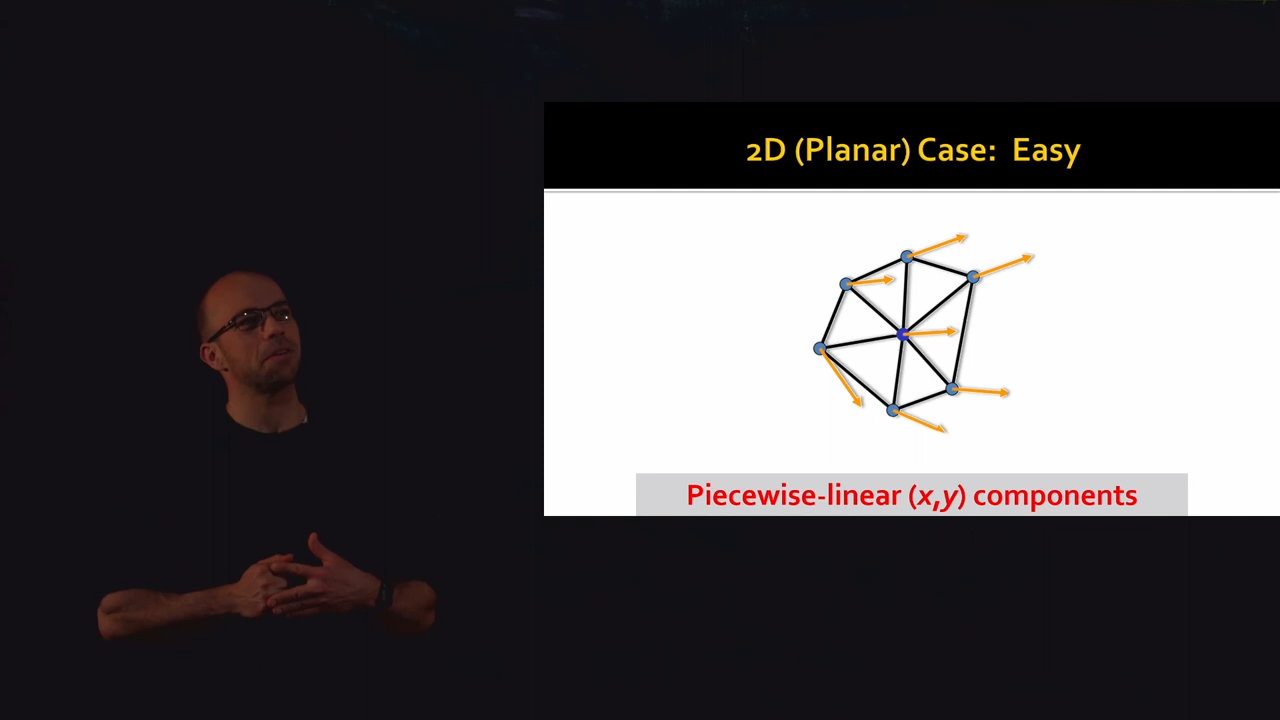 2D (Planar) Case:  Easy
Piecewise-linear (x,y) components